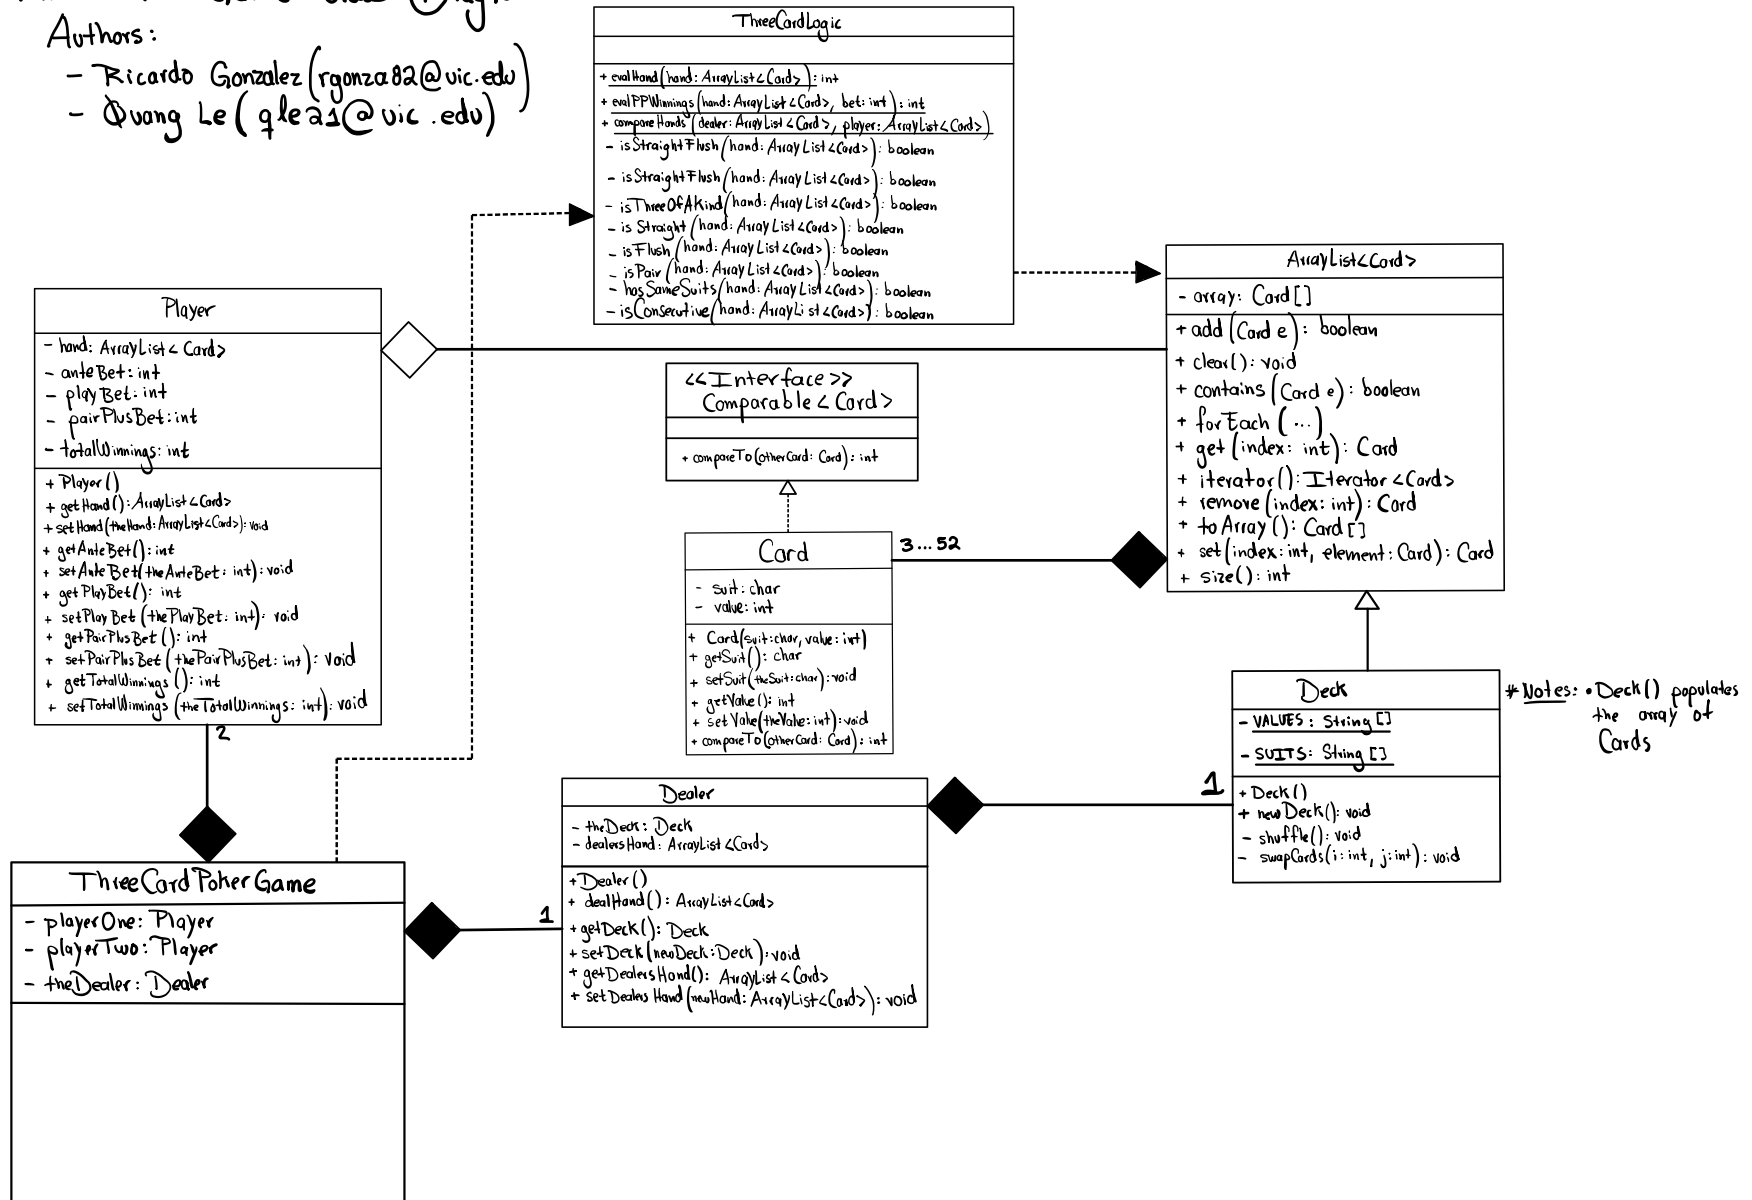 Authors:
- Ricardo Gonzalez (rgonza82@uic.edu)
- Quang Le (qle21@uic.edu)
ThreeCardLogic
+ evalHand(hand: ArrayList<Card>): int
+ evalPPWinnings(hand: ArrayList<Card>, bet: int): int
+ compareHands (dealer: ArrayList<Card>, player: ArrayList<Card>)
- isStraightFlush(hand: ArrayList<Card>): boolean
- isStraightFlush(hand: ArrayList<Card>): boolean
- isThreeOfAKind(hand: ArrayList<Card>): boolean
- isStraight(hand: ArrayList<Card>): boolean
- isFlush(hand: ArrayList<Card>): boolean
- isPair (hand: ArrayList<Card>): boolean
- hasSameSuits(hand: ArrayList<Card>): boolean
- isConsecutive(hand: ArrayList<Card>): boolean
ArrayList<Card>
- array: Card[]
+ add(Card e): boolean
+ clear(): void
+ contains(Card e): boolean
+ forEach (...)
+ get(index: int): Card
+ iterator(): Iterator<Card>
+ remove(index: int): Card
+ toArray(): Card[]
+ set(index: int, element: Card): Card
+ size(): int
Player
- hand: ArrayList<Card>
- anteBet: int
- playBet: int
- pairPlusBet: int
- totalWinnings: int
+ Player()
+ getHand(): ArrayList<Card>
+ setHand(theHand: ArrayList<Card>): void
+ getAnteBet(): int
+ setAnteBet(theAnteBet: int): void
+ getPlayBet(): int
+ setPlayBet (thePlayBet: int): void
+ getPairPlusBet(): int
+ setPairPlusBet (thePairPlusBet: int): void
+ getTotalWinnings(): int
+ setTotalWinnings (theTotalWinnings: int): void
2
<<Interface>>
Comparable<Card>
+ compareTo(otherCard: Card): int
Card
- suit: char
- value: int
+ Card(suit: char, value: int)
+ getSuit(): char
+ setSuit(theSuit: char): void
+ getValue(): int
+ setValue(theValue: int): void
+ compareTo(otherCard: Card): int
3...52
Deck
- VALUES: String[]
- SUITS: String[]
+ Deck()
+ newDeck(): void
- shuffle(): void
- swapCards(i: int, j: int): void
# Notes: • Deck() populates
the array of
Cards
1
Dealer
- theDeck: Deck
- dealersHand: ArrayList<Card>
+ Dealer()
+ dealHand(): ArrayList<Card>
+ getDeck(): Deck
+ setDeck(newDeck: Deck): void
+ getDealersHand(): ArrayList<Card>
+ setDealersHand(newHand: ArrayList<Card>): void
1
ThreeCardPokerGame
- playerOne: Player
- playerTwo: Player
- theDealer: Dealer